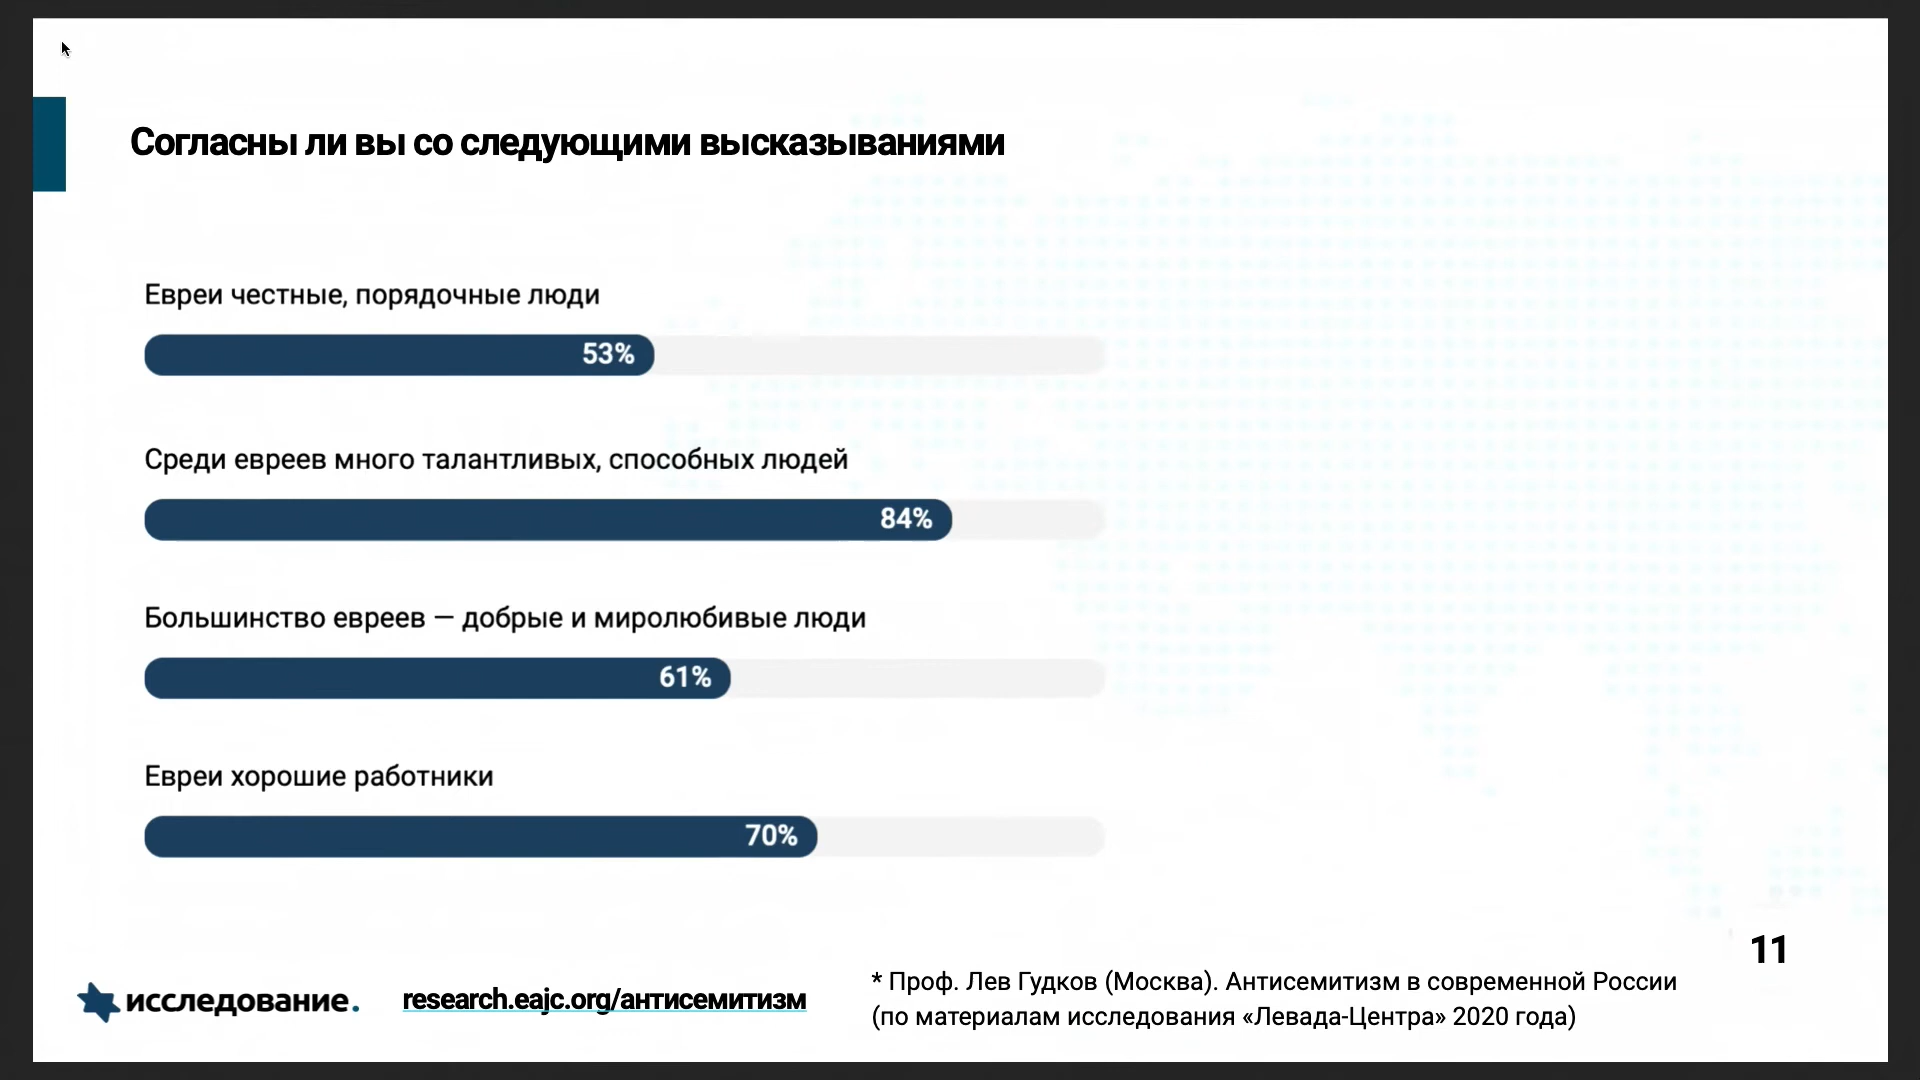 Согласны ли вы со следующими высказываниями
Евреи честные, порядочные люди
53%
Среди евреев много талантливых, способных людей
84%
Большинство евреев — добрые и миролюбивые люди
61%
Евреи хорошие работники
70%
11
исследование.
research.eajc.org/антисемитизм
* Проф. Лев Гудков (Москва). Антисемитизм в современной России
(по материалам исследования «Левада-Центра» 2020 года)